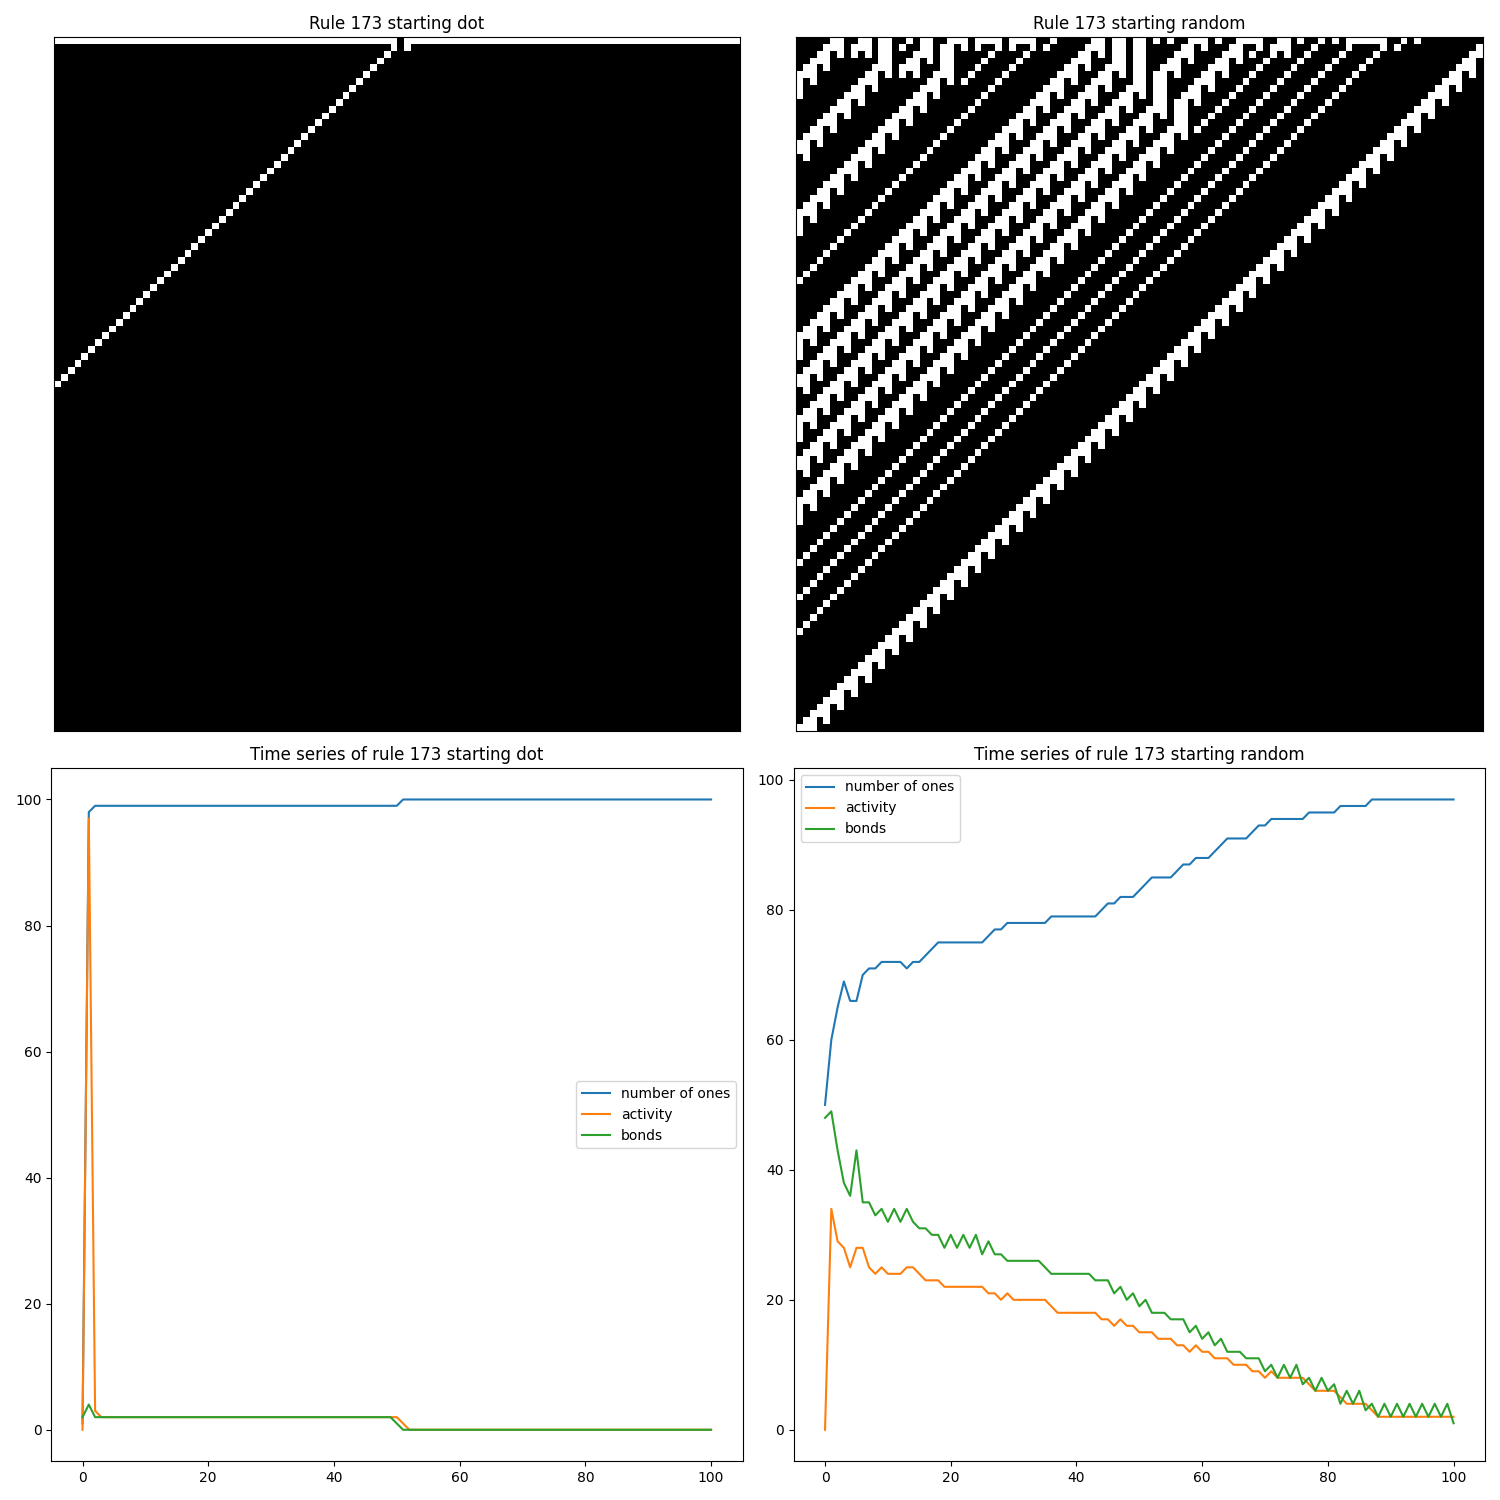 Rule 173 starting dot
Rule 173 starting random
Time series of rule 173 starting dot
100
80
60
40
20
0
0 20 40 60 80 100
number of ones
activity
bonds
Time series of rule 173 starting random
100
80
60
40
20
0
0 20 40 60 80 100
number of ones
activity
bonds